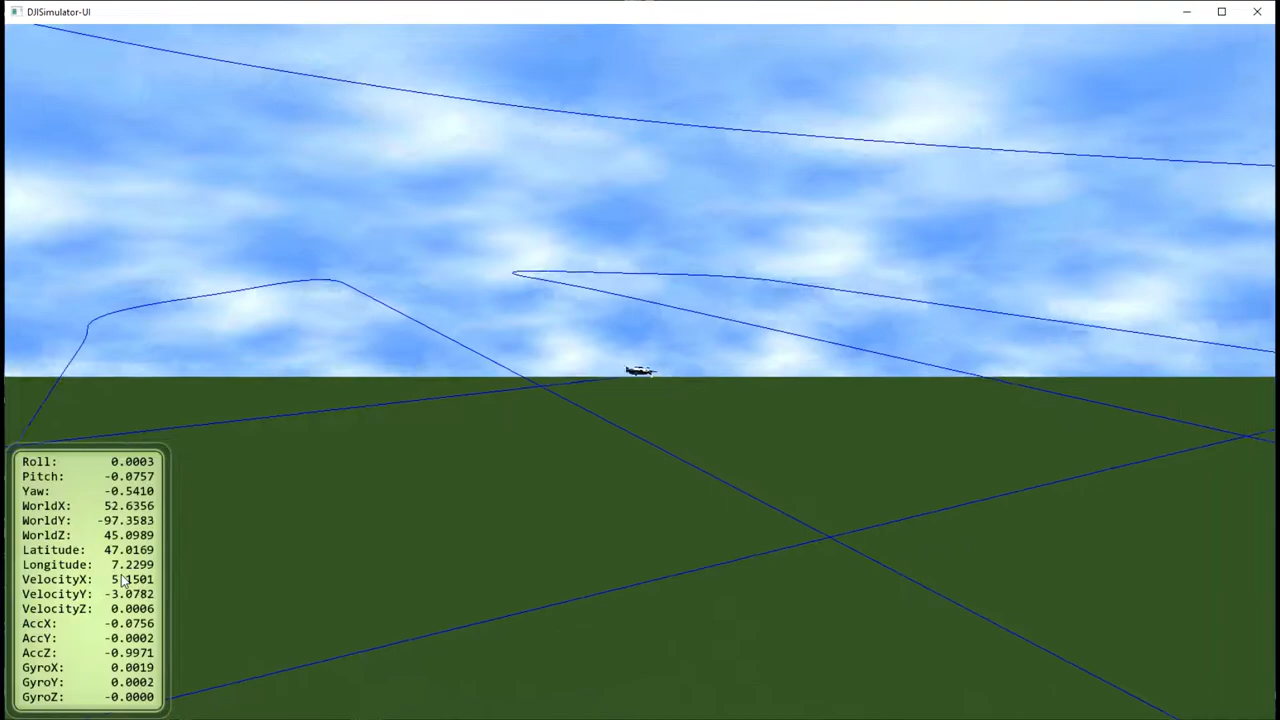 DJISimulator-UI
Roll: 0.0003
Pitch: -0.0757
Yaw: -0.5410
WorldX: 52.6356
WorldY: -97.3583
WorldZ: 45.0989
Latitude: 47.0169
Longitude: 7.2299
VelocityX:
VelocityY: -3.0782
VelocityZ: 0.0006
AccX: -0.0756
AccY: -0.0002
AccZ: -0.9971
GyroX: 0.0019
GyroY: 0.0002
GyroZ: -0.0000